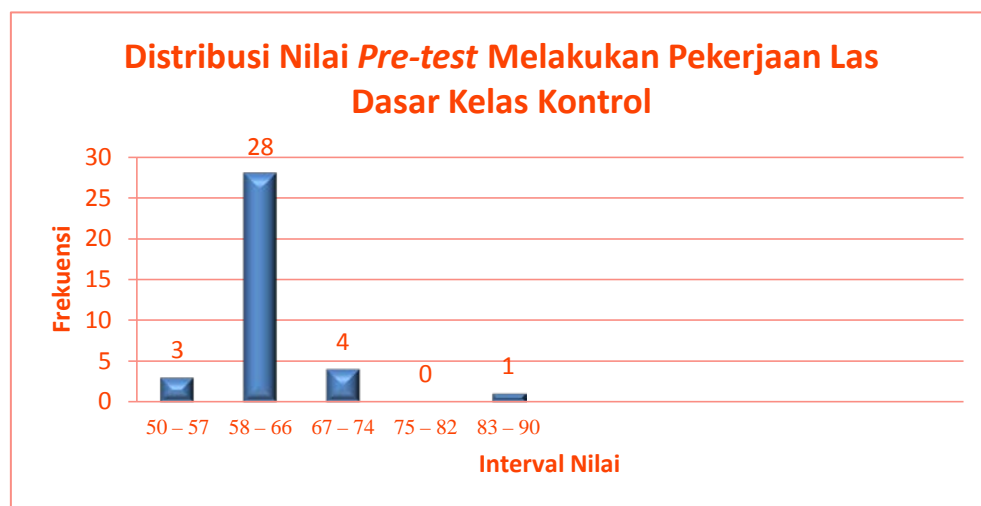 Distribusi Nilai Pre-test Melakukan Pekerjaan Las
Dasar Kelas Kontrol
Frekuensi
30
25
20
15
10
5
0
3
28
4
0
1
50 – 57
58 – 66
67 – 74
75 – 82
83 – 90
Interval Nilai